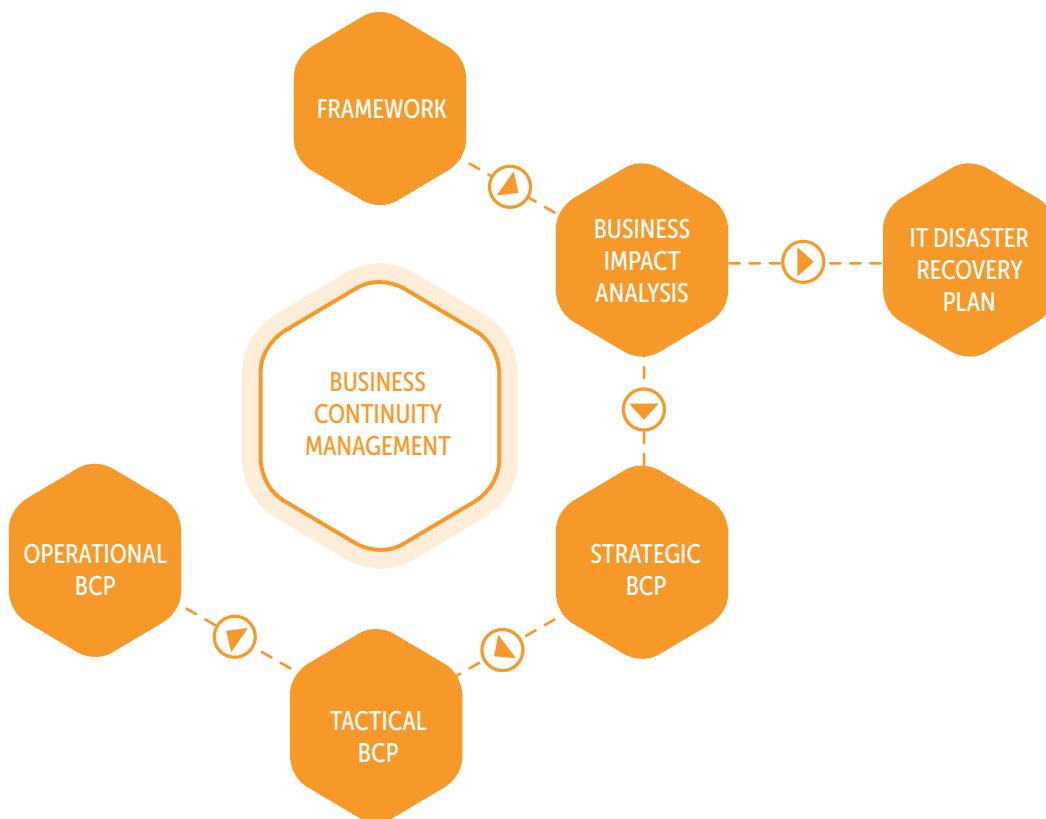 FRAMEWORK
BUSINESS
IMPACT
ANALYSIS
IT DISASTER
RECOVERY
PLAN
BUSINESS
CONTINUITY
MANAGEMENT
OPERATIONAL
BCP
STRATEGIC
BCP
TACTICAL
BCP